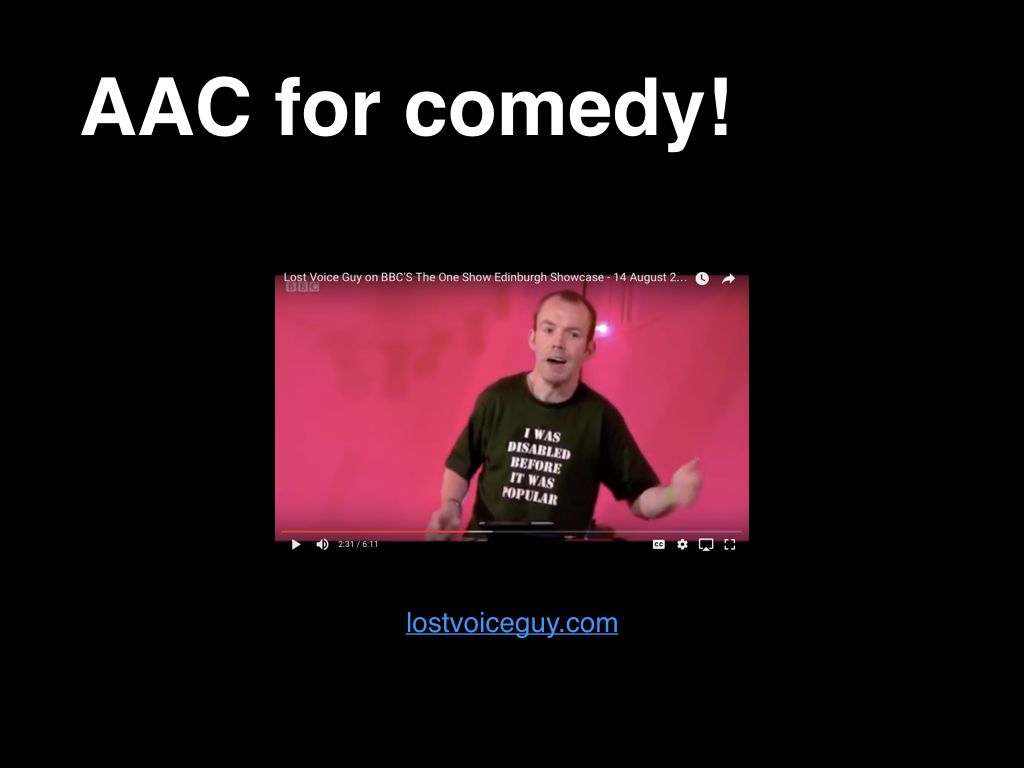 AAC for comedy!
Lost Voice Guy on BBC'S The One Show Edinburgh Showcase - 14 August 2...
BBC
I WAS
DISABLED
BEFORE
IT WAS
POPULAR
2:31 / 6:11
CC
lostvoiceguy.com